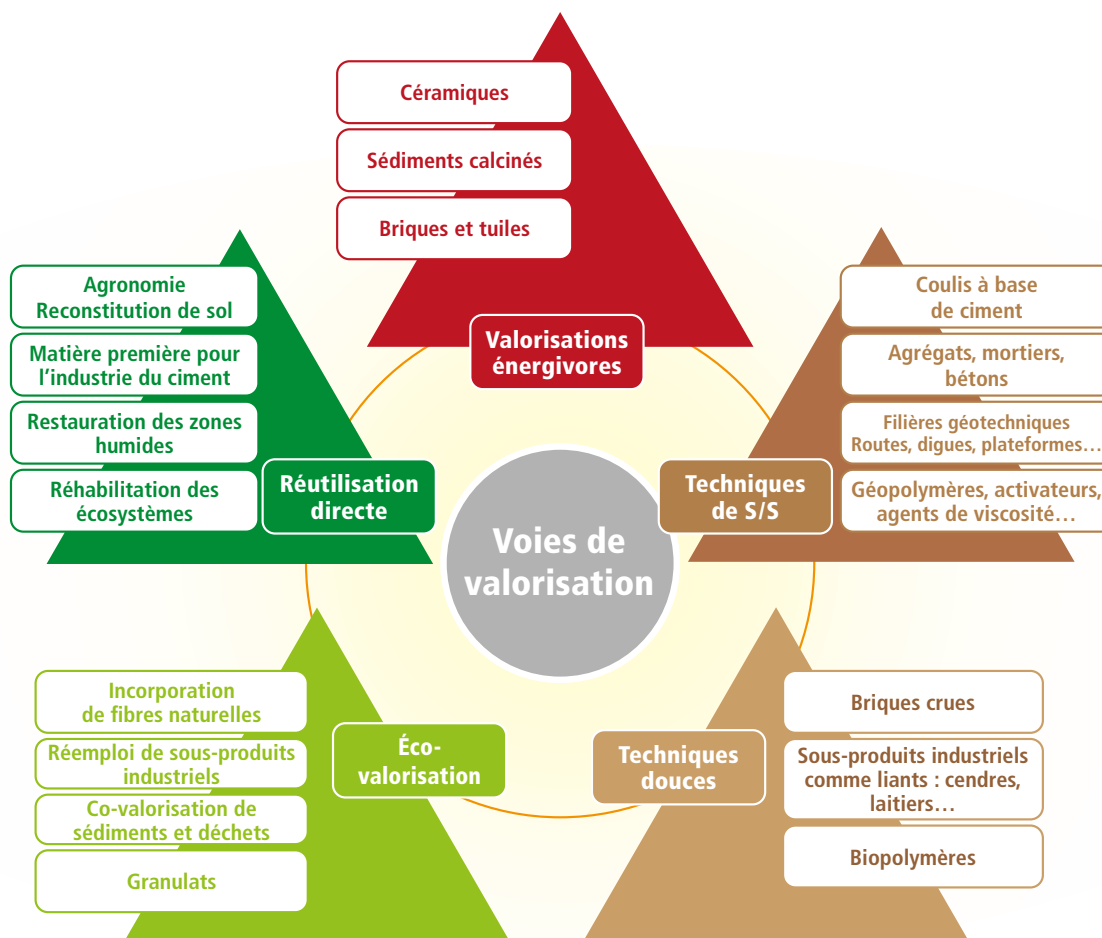 Céramiques
Sédiments calcinés
Briques et tuiles
Valorisations
énergivores
Agronomie
Reconstitution de sol
Matière première pour
l'industrie du ciment
Restauration des zones
humides
Réhabilitation des
écosystèmes
Réutilisation
directe
Coulis à base
de ciment
Agrégats, mortiers,
bétons
Filières géotechniques
Routes, digues, plateformes…
Géopolymères, activateurs,
agents de viscosité…
Techniques
de S/S
Voies de
valorisation
Incorporation
de fibres naturelles
Réemploi de sous-produits
industriels
Co-valorisation de
sédiments et déchets
Granulats
Éco-
valorisation
Techniques
douces
Briques crues
Sous-produits industriels
comme liants : cendres,
laitiers…
Biopolymères